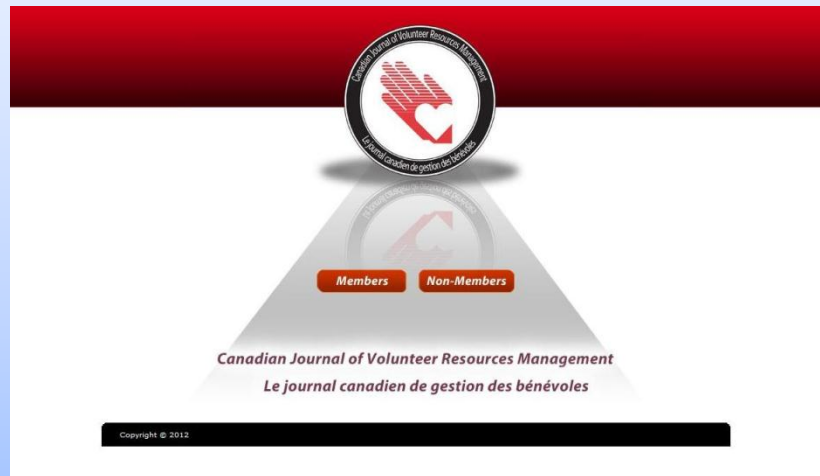 Canadian Journal of Volunteer Resources Management
Le journal canadien de gestion des bénévoles
Members
Non-Members
Canadian Journal of Volunteer Resources Management
Le journal canadien de gestion des bénévoles
Copyright © 2012